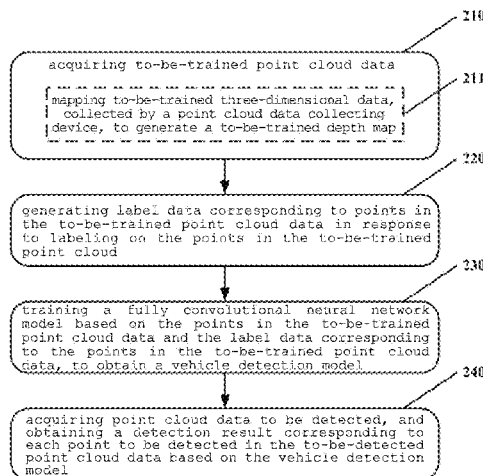 210
acquiring to-be-trained point cloud data
211
mapping to-be-trained three-dimensional data,
collected by a point cloud data collecting
device, to generate a to-be-trained depth map
220
generating label data corresponding to points in
the to-be-trained point cloud data in response
to labeling on the points in the to-be-trained
point cloud
230
training a fully convolutional neural network
model based on the points in the to-be-trained
point cloud data and the label data corresponding
to the points in the to-be-trained point cloud
data, to obtain a vehicle detection model
240
acquiring point cloud data to be detected, and
obtaining a detection result corresponding to
each point to be detected in the to-be-detected
point cloud data based on the vehicle detection
model